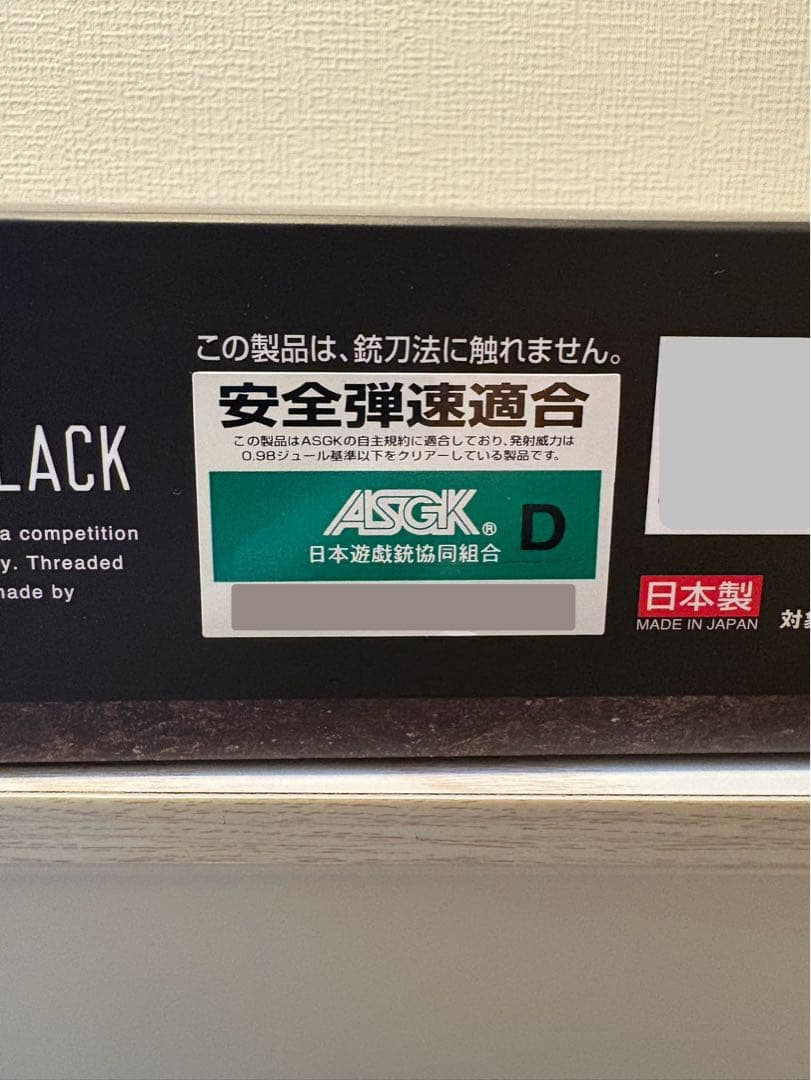 この製品は、銃刀法に触れません。
安全弾速適合
この製品はASGKの自主規約に適合しており、発射威力は
0.98ジュール基準以下をクリアーしている製品です。
ASGK® D
日本遊戯銃協同組合
LACK
a competition
y. Threaded
made by
日本製
MADE IN JAPAN
対象